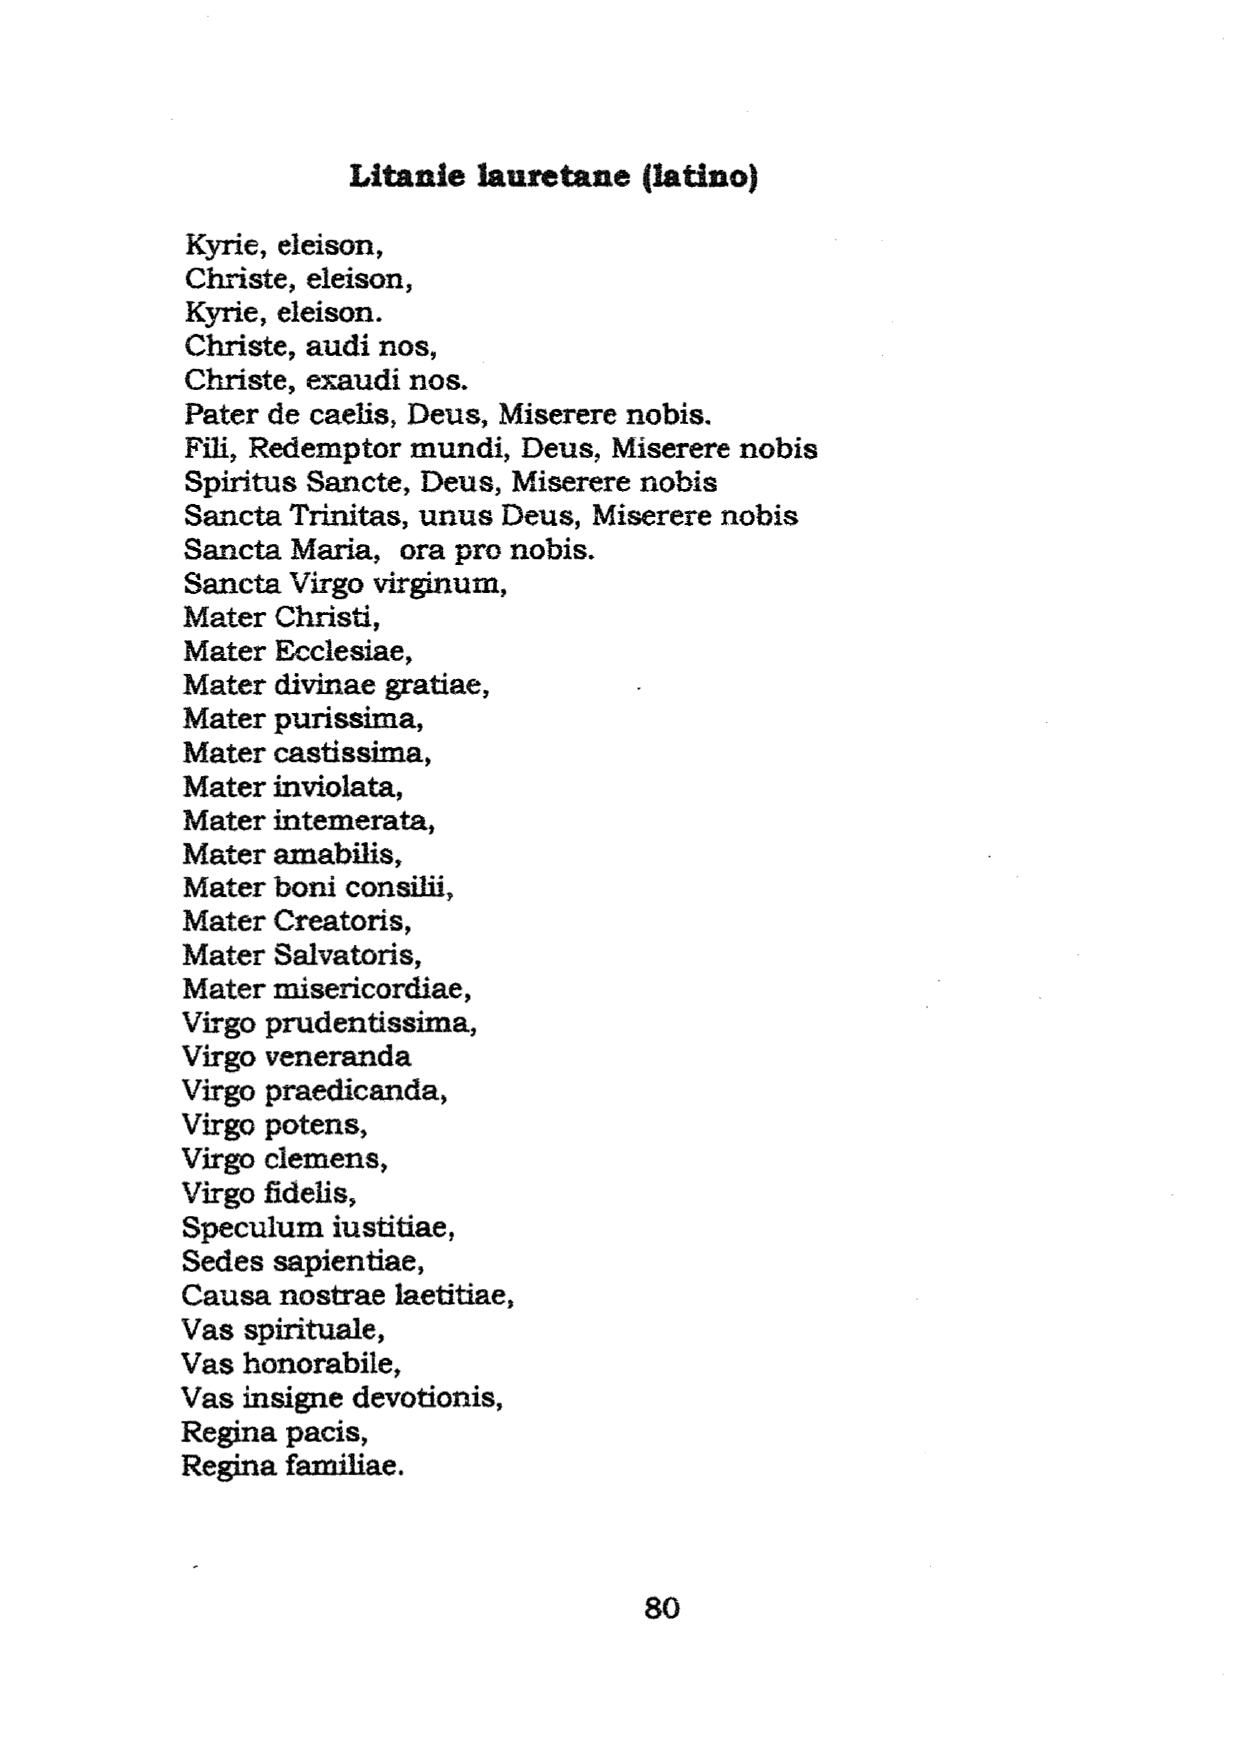 Litanie lauretane (latino)
Kyrie, eleison,
Christe, eleison,
Kyrie, eleison.
Christe, audi nos,
Christe, exaudi nos.
Pater de caelis, Deus, Miserere nobis.
Fili, Redemptor mundi, Deus, Miserere nobis
Spiritus Sancte, Deus, Miserere nobis
Sancta Trinitas, unus Deus, Miserere nobis
Sancta Maria, ora pro nobis.
Sancta Virgo virginum,
Mater Christi,
Mater Ecclesiae,
Mater divinae gratiae,
Mater purissima,
Mater castissima,
Mater inviolata,
Mater intemerata,
Mater amabilis,
Mater boni consilii,
Mater Creatoris,
Mater Salvatoris,
Mater misericordiae,
Virgo prudentissima,
Virgo veneranda
Virgo praedicanda,
Virgo potens,
Virgo clemens,
Virgo fidelis,
Speculum iustitiae,
Sedes sapientiae,
Causa nostrae laetitiae,
Vas spirituale,
Vas honorabile,
Vas insigne devotionis,
Regina pacis,
Regina familiae.
80